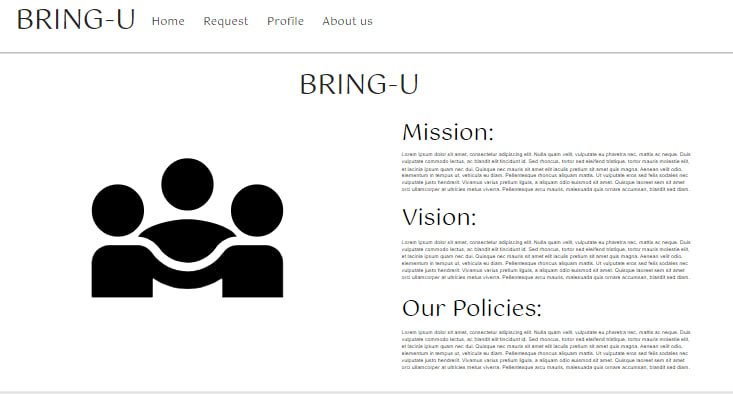 BRING-U Home Request Profile About us
BRING-U
Mission:
Lorem ipsum dolor sit amet, consectetur adipiscing elit. Nulla quam velit, vulputate eu pharetra nec, mattis ac neque. Duis
vulputate commodo lectus, ac blandit elit tincidunt id. Sed rhoncus, tortor sed eleifend tristique, tortor mauris molestie elit,
et lacinia ipsum quam nec dui. Quisque nec mauris sit amet elit iaculis pretium sit amet quis magna. Aenean velit odio,
elementum in tempus ut, vehicula eu diam. Pellentesque rhoncus aliquam mattis. Ut vulputate eros sed felis sodales nec
vulputate justo hendrerit. Vivamus varius pretium ligula, a aliquam odio euismod sit amet. Quisque laoreet sem sit amet
orci ullamcorper at ultricies metus viverra. Pellentesque arcu mauris, malesuada quis ornare accumsan, blandit sed diam.
Vision:
Lorem ipsum dolor sit amet, consectetur adipiscing elit. Nulla quam velit, vulputate eu pharetra nec, mattis ac neque. Duis
vulputate commodo lectus, ac blandit elit tincidunt id. Sed rhoncus, tortor sed eleifend tristique, tortor mauris molestie elit,
et lacinia ipsum quam nec dui. Quisque nec mauris sit amet elit iaculis pretium sit amet quis magna. Aenean velit odio,
elementum in tempus ut, vehicula eu diam. Pellentesque rhoncus aliquam mattis. Ut vulputate eros sed felis sodales nec
vulputate justo hendrerit. Vivamus varius pretium ligula, a aliquam odio euismod sit amet. Quisque laoreet sem sit amet
orci ullamcorper at ultricies metus viverra. Pellentesque arcu mauris, malesuada quis ornare accumsan, blandit sed diam.
Our Policies:
Lorem ipsum dolor sit amet, consectetur adipiscing elit. Nulla quam velit, vulputate eu pharetra nec, mattis ac neque. Duis
vulputate commodo lectus, ac blandit elit tincidunt id. Sed rhoncus, tortor sed eleifend tristique, tortor mauris molestie elit,
et lacinia ipsum quam nec dui. Quisque nec mauris sit amet elit iaculis pretium sit amet quis magna. Aenean velit odio,
elementum in tempus ut, vehicula eu diam. Pellentesque rhoncus aliquam mattis. Ut vulputate eros sed felis sodales nec
vulputate justo hendrerit. Vivamus varius pretium ligula, a aliquam odio euismod sit amet. Quisque laoreet sem sit amet
orci ullamcorper at ultricies metus viverra. Pellentesque arcu mauris, malesuada quis ornare accumsan, blandit sed diam.